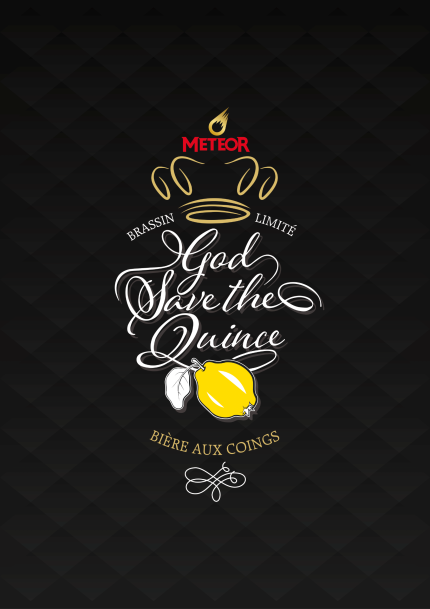 METEOR
BRASSIN LIMITÉ
God
Save the
Quince
BIÈRE AUX COINGS